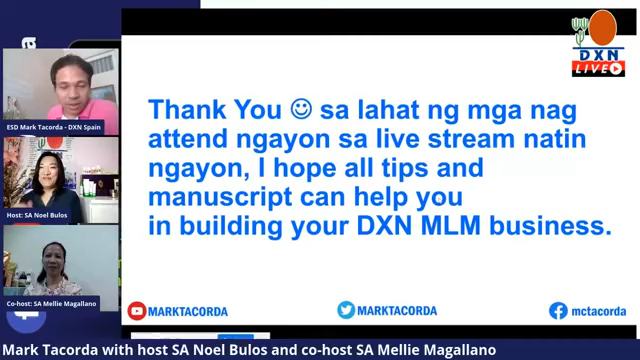 DXN
LIVE
ESD Mark Tacorda - DXN Spain
Host: SA Noel Bulos
Co-host: SA Mellie Magallano
Thank You ☺ sa lahat ng mga nag
attend ngayon sa live stream natin
ngayon, I hope all tips and
manuscript can help you
in building your DXN MLM business.
MARKTACORDA
MARKTACORDA
mctacorda
Mark Tacorda with host SA Noel Bulos and co-host SA Mellie Magallano